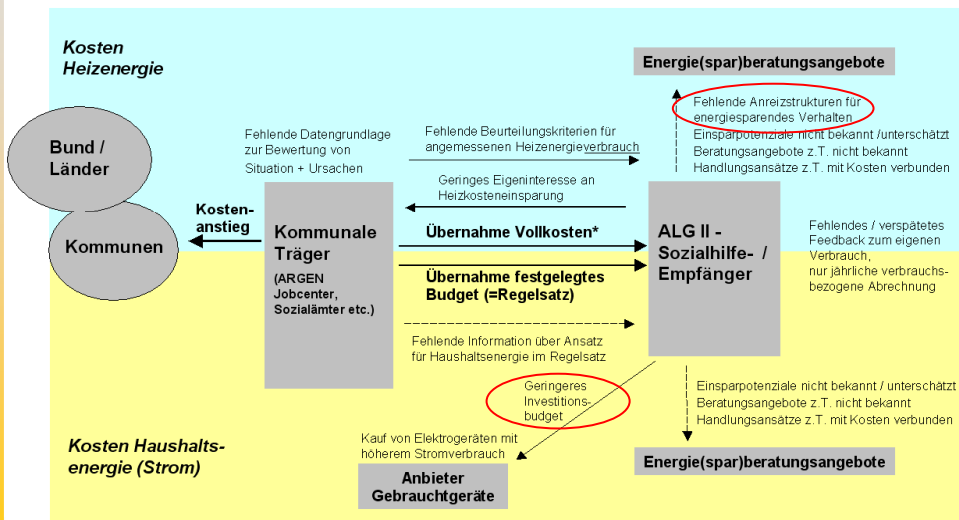 Kosten
Heizenergie
Energie(spar)beratungsangebote
Fehlende Anreizstrukturen für
energiesparendes Verhalten
Einsparpotenziale nicht bekannt /unterschätzt
Beratungsangebote z.T. nicht bekannt
Handlungsansätze z.T. mit Kosten verbunden
Bund /
Länder
Kommunen
Kosten-
anstieg
Fehlende Datengrundlage
zur Bewertung von
Situation + Ursachen
Kommunale
Träger
(ARGEN
Jobcenter,
Sozialämter etc.)
Fehlende Beurteilungskriterien für
angemessenen Heizenergieverbrauch
Geringes Eigeninteresse an
Heizkosteneinsparung
Übernahme Vollkosten*
Übernahme festgelegtes
Budget (=Regelsatz)
Fehlende Information über Ansatz
für Haushaltsenergie im Regelsatz
ALG II -
Sozialhilfe- /
Empfänger
Fehlendes / verspätetes
Feedback zum eigenen
Verbrauch,
nur jährliche verbrauchs-
bezogene Abrechnung
Geringeres
Investitions-
budget
Einsparpotenziale nicht bekannt / unterschätzt
Beratungsangebote z.T. nicht bekannt
Handlungsansätze z.T. mit Kosten verbunden
Kosten Haushalts-
energie (Strom)
Kauf von Elektrogeräten mit
höherem Stromverbrauch
Anbieter
Gebrauchtgeräte
Energie(spar)beratungsangebote